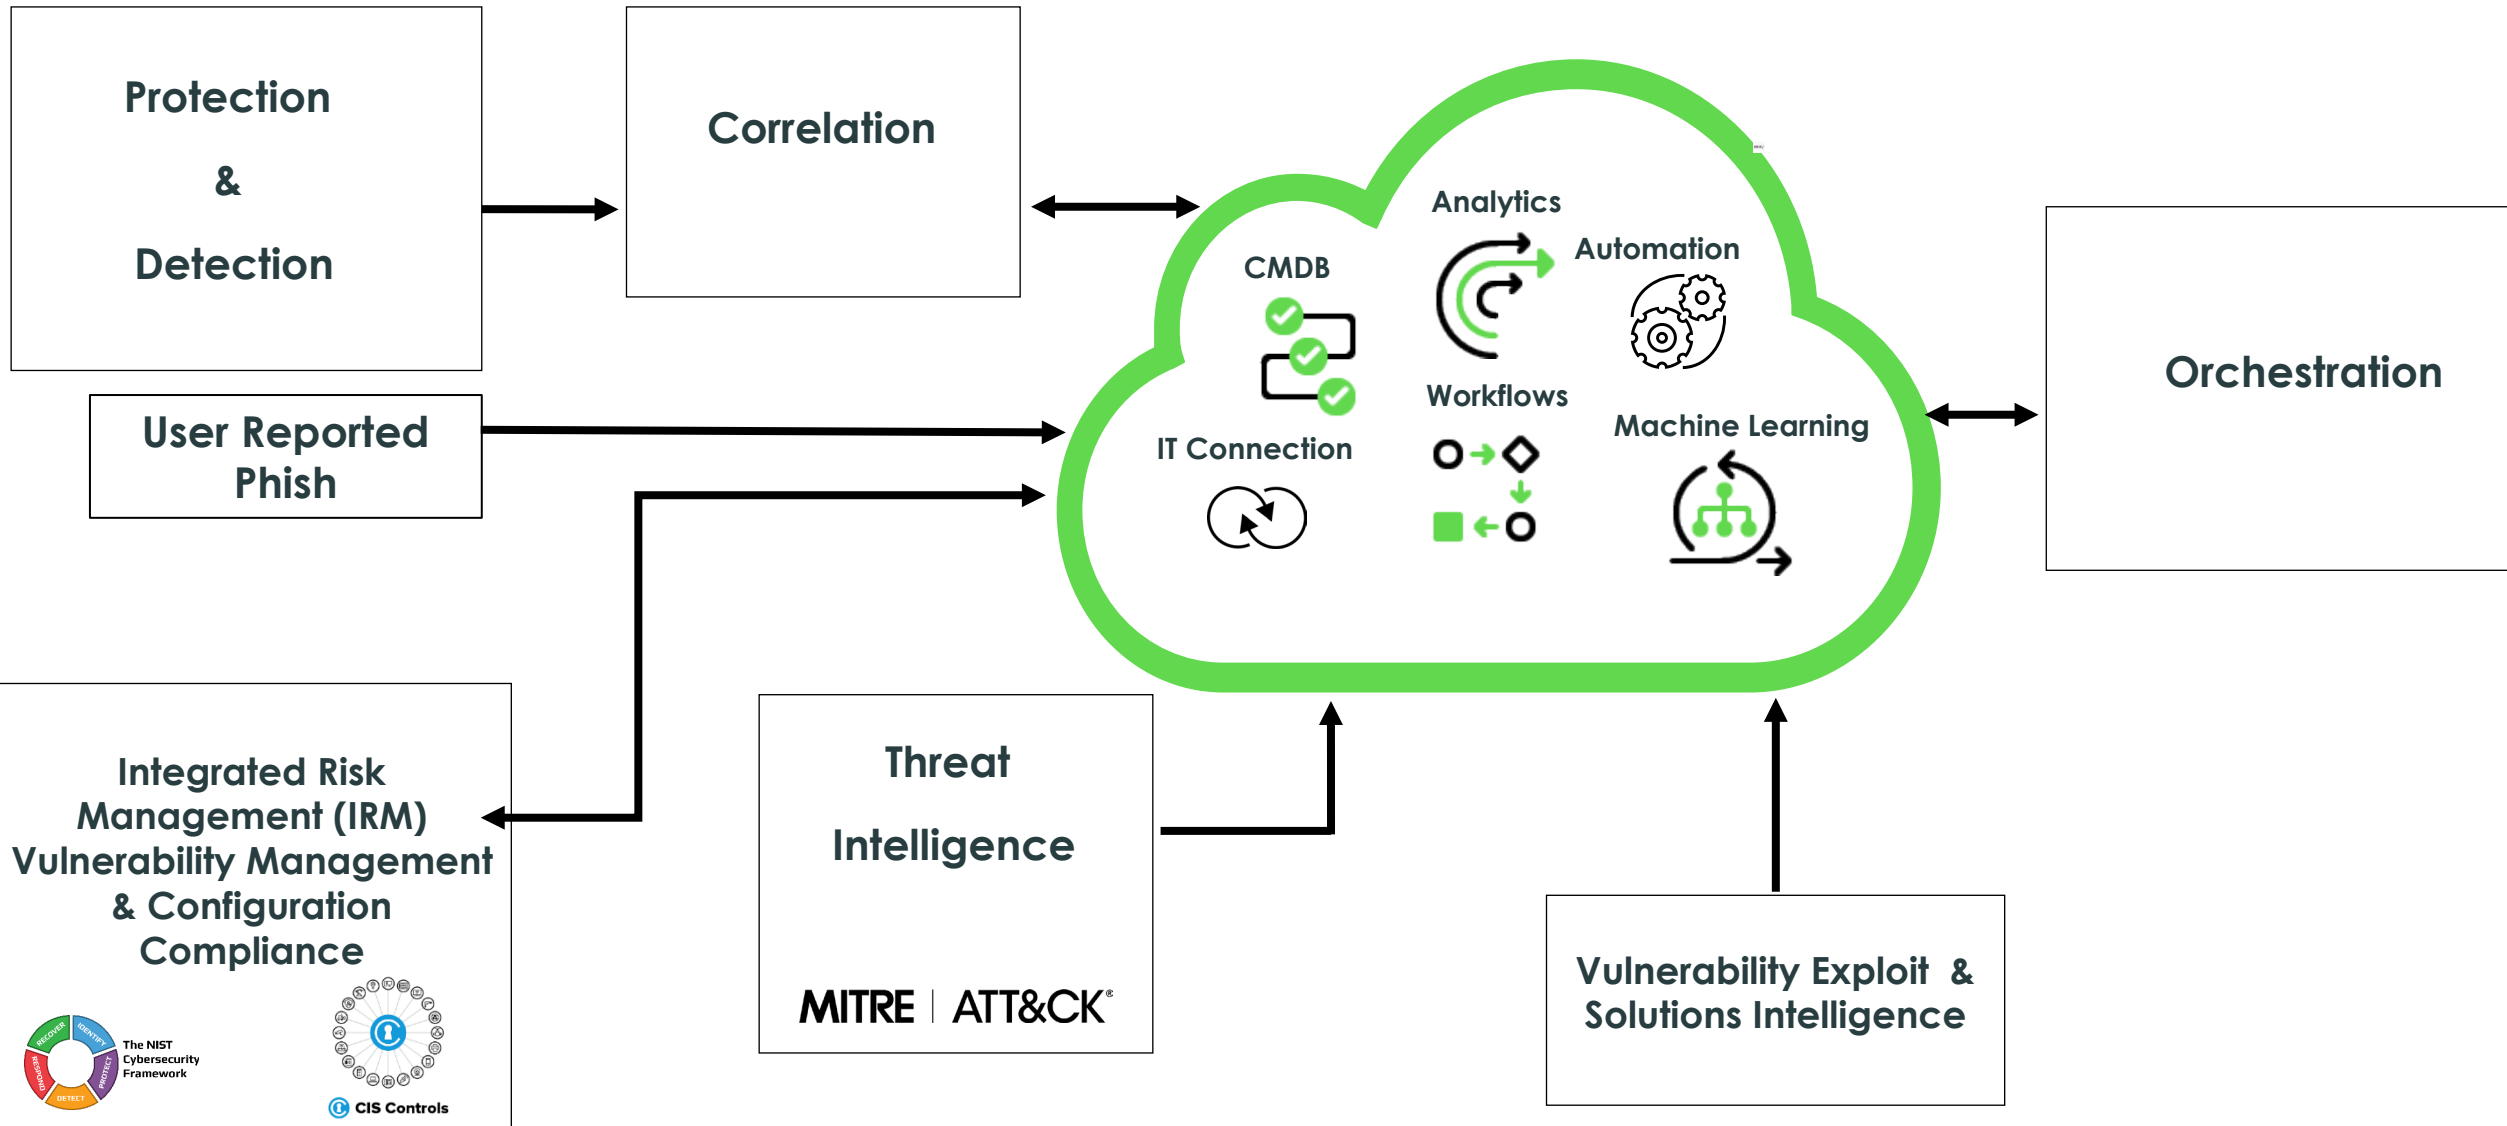 Protection
&
Detection
Correlation
User Reported
Phish
Analytics
Automation
CMDB
Workflows
Machine Learning
IT Connection
Orchestration
Integrated Risk
Management (IRM)
Vulnerability Management
& Configuration
Compliance
RECOVER
IDENTIFY
PROTECT
DETECT
RESPOND
The NIST
Cybersecurity
Framework
CIS Controls
Threat
Intelligence
MITRE | ATT&CK®
Vulnerability Exploit &
Solutions Intelligence